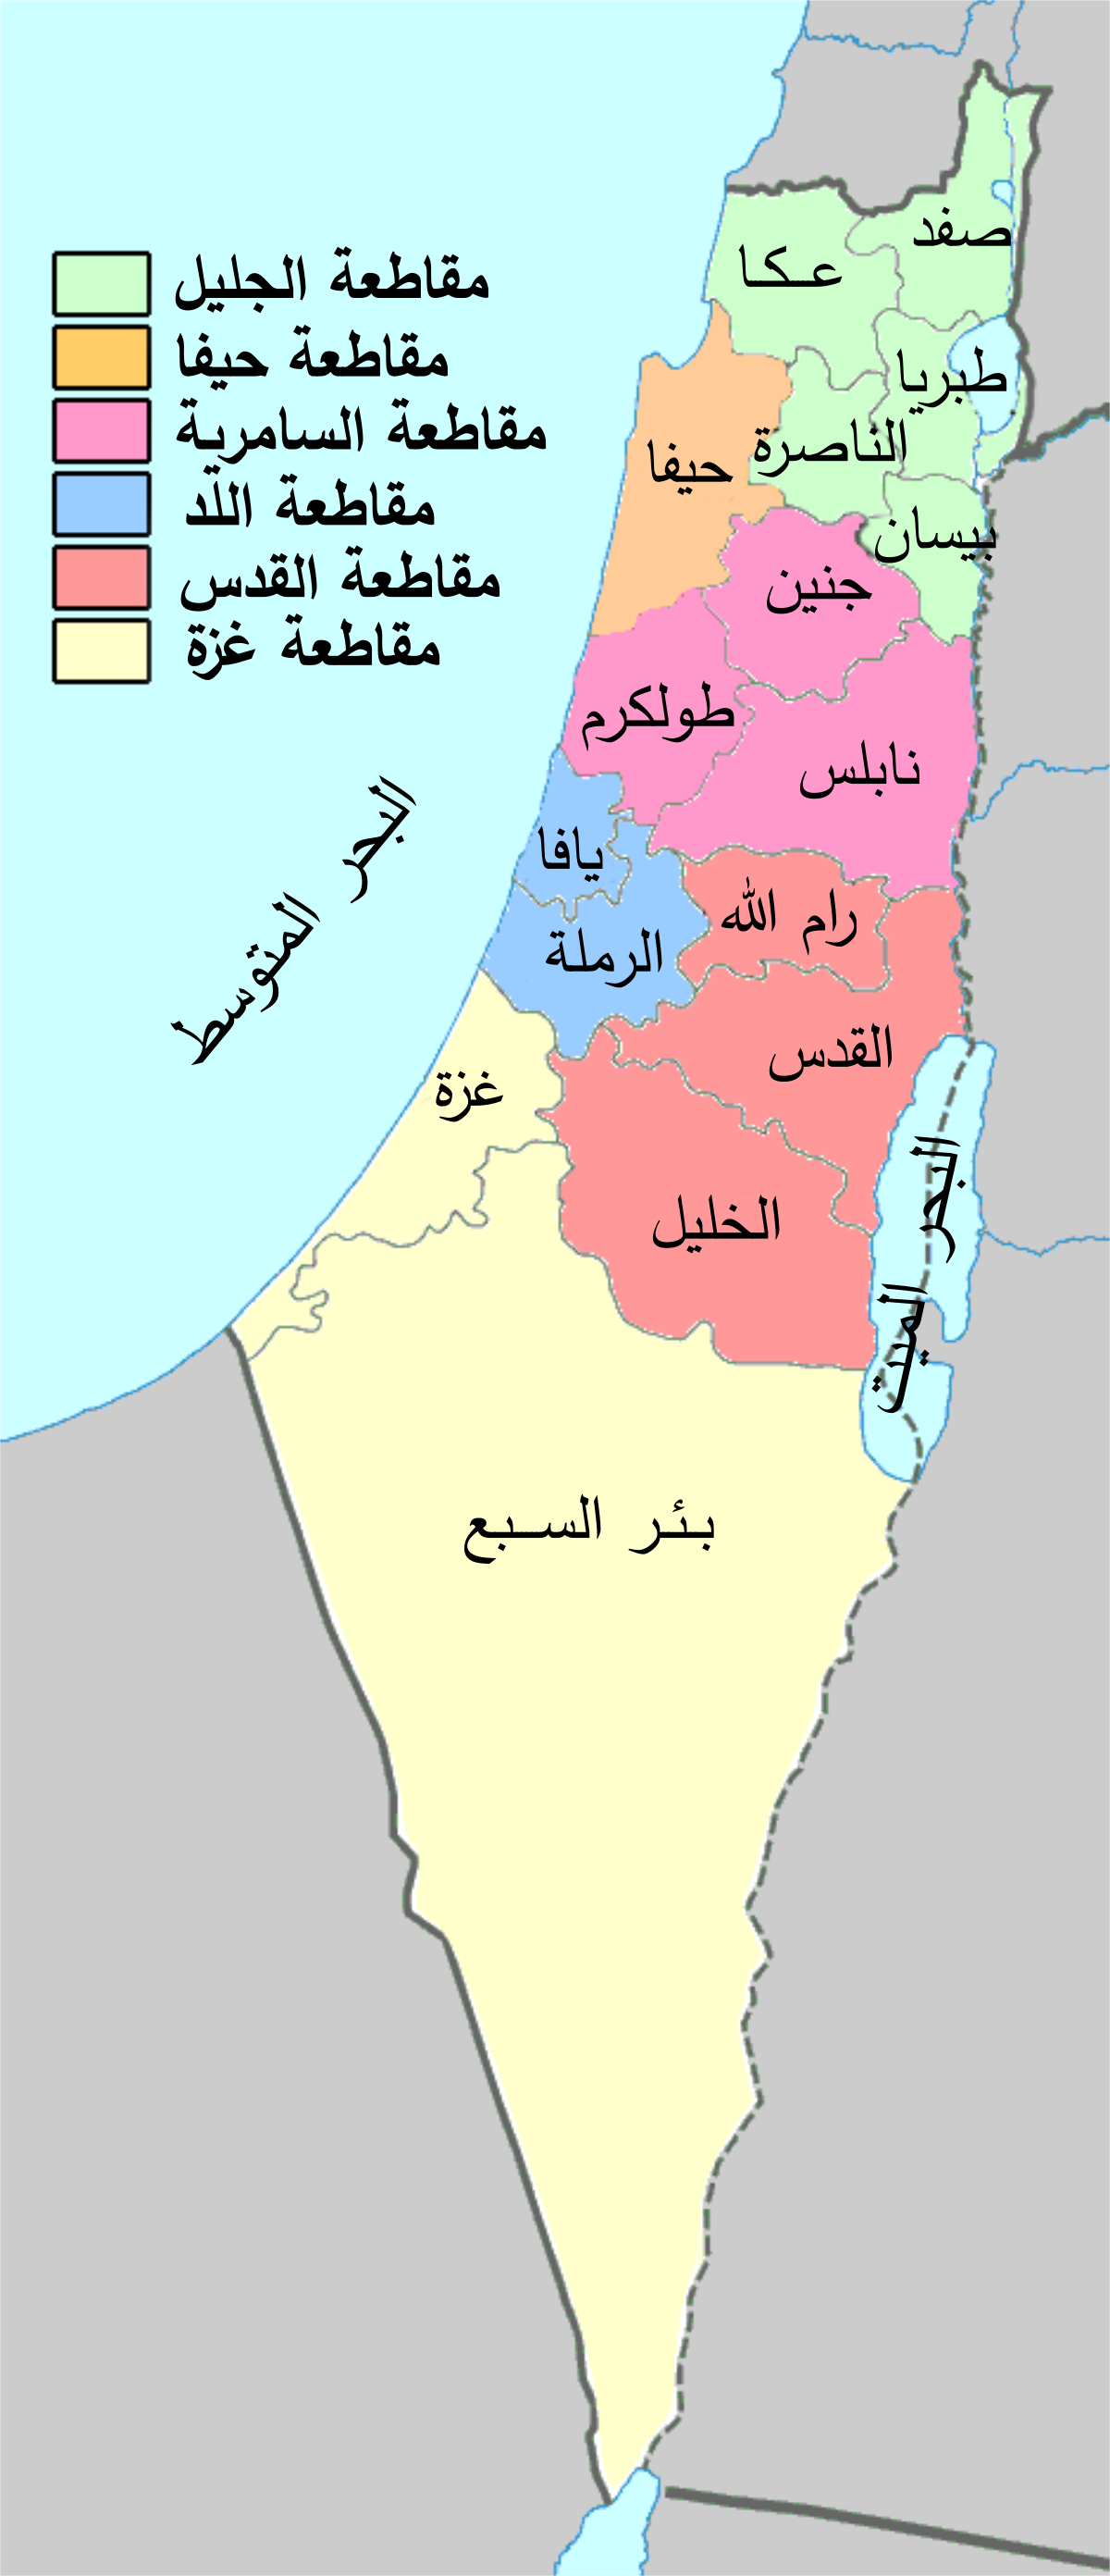 مقاطعة الجليل
مقاطعة حيفا
مقاطعة السامرية
مقاطعة اللّد
مقاطعة القدس
مقاطعة غزة
صفد
عكا
طبريا
الناصرة
حيفا
بيسان
جنين
طولكرم
نابلس
يافا
رام الله
الرملة
القدس
غزة
الخليل
بئر السبع
البحر المتوسط
البحر الميت